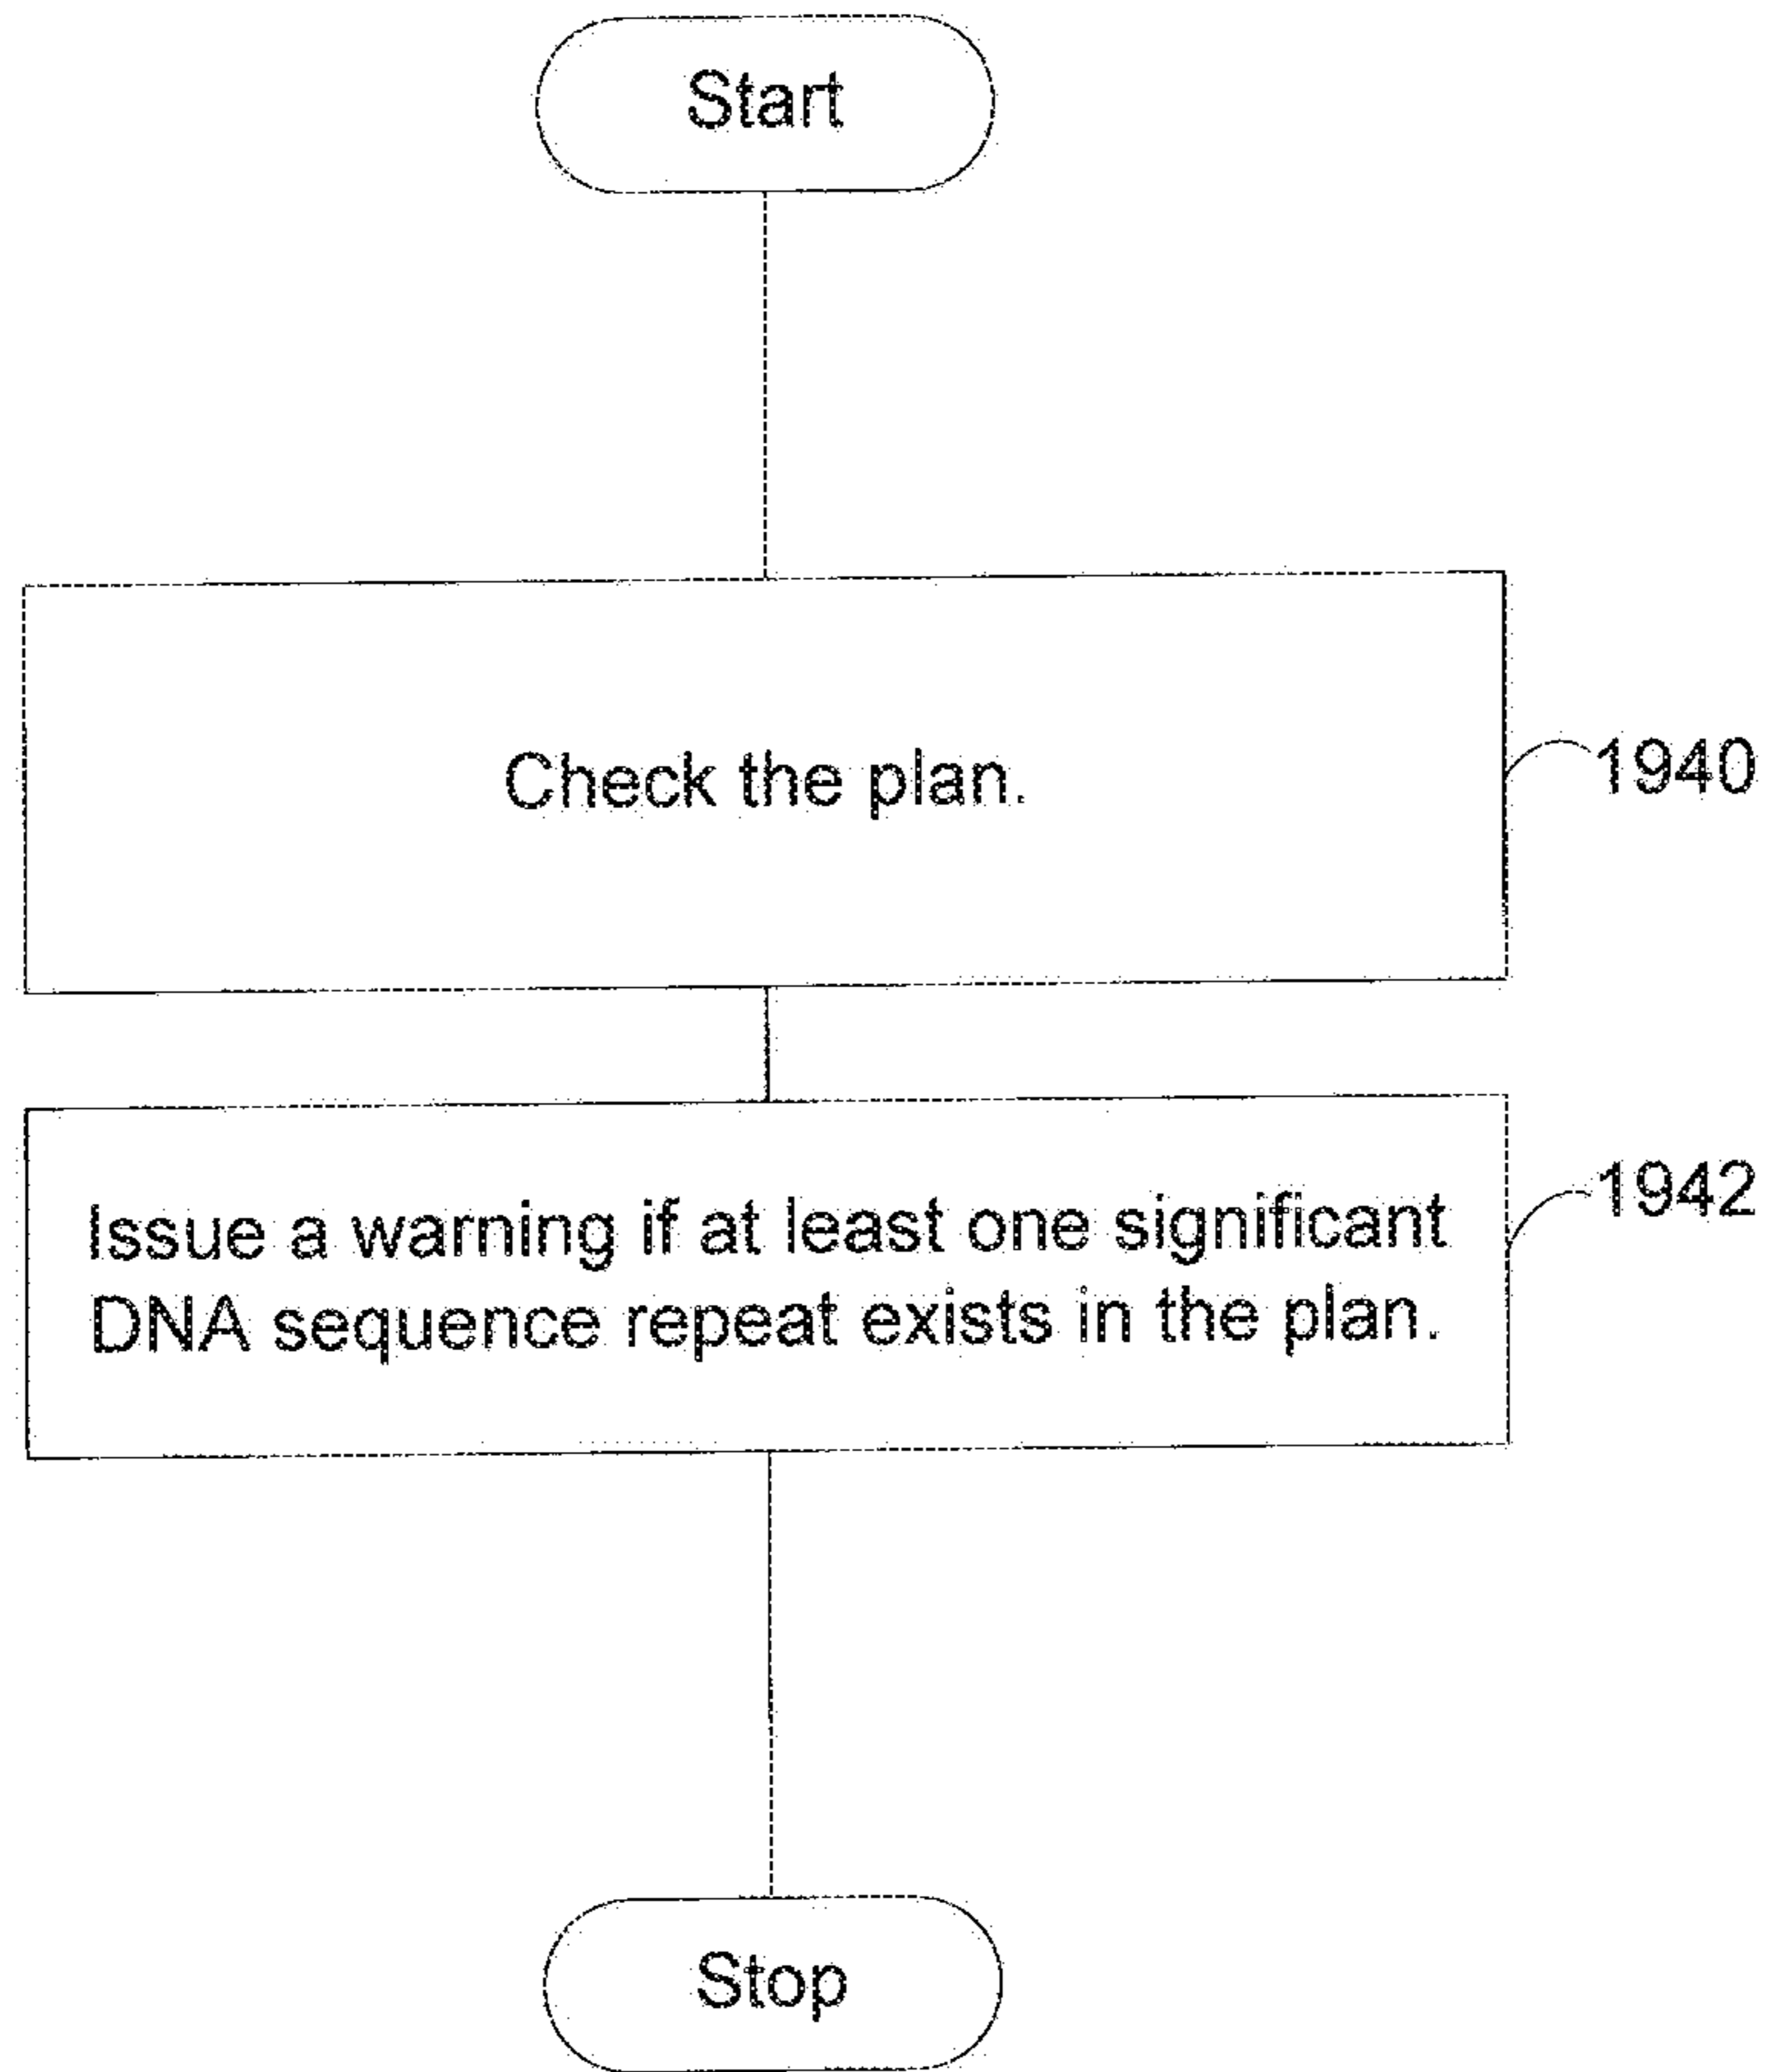 Start
Check the plan.
1940
Issue a warning if at least one significant
DNA sequence repeat exists in the plan.
1942
Stop